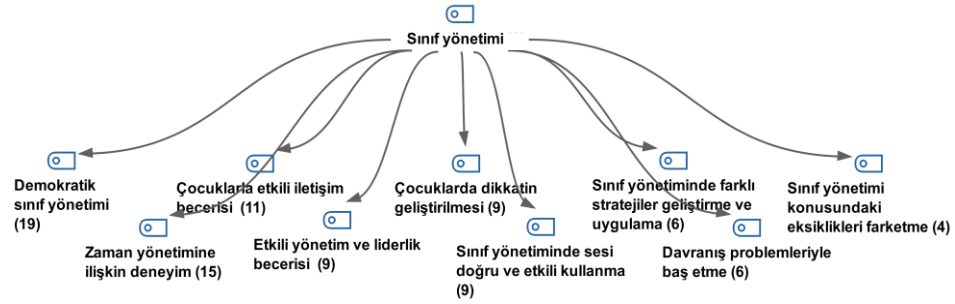 Sınıf yönetimi
Demokratik
sınıf yönetimi
(19)
Zaman yönetimine
ilişkin deneyim (15)
Çocuklarla etkili iletişim
becerisi (11)
Etkili yönetim ve liderlik
becerisi (9)
Çocuklarda dikkatin
geliştirilmesi (9)
Sınıf yönetiminde sesi
doğru ve etkili kullanma
(9)
Sınıf yönetiminde farklı
stratejiler geliştirme ve
uygulama (6)
Davranış problemleriyle
baş etme (6)
Sınıf yönetimi
konusundaki
eksiklikleri farketme (4)